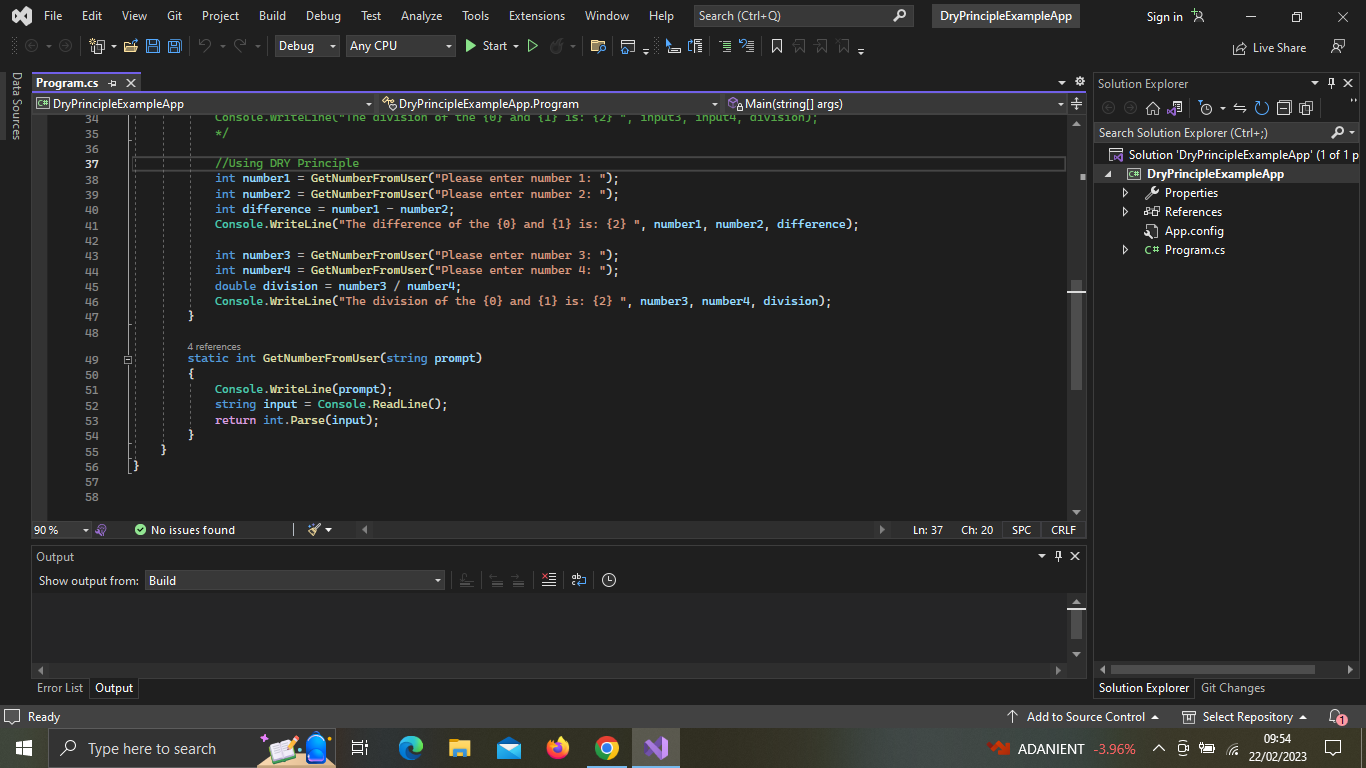 File Edit View Git Project Build Debug Test Analyze Tools Extensions Window Help Search (Ctrl+Q) DryPrincipleExampleApp Sign in
Debug Any CPU Start Live Share
Data Sources
Program.cs
DryPrincipleExampleApp DryPrincipleExampleApp.Program Main(string[] args)
34 Console.WriteLine("The division of the {0} and {1} is: {2} ", input3, input4, division);
35 */
36
37 //Using DRY Principle
38 int number1 = GetNumberFromUser("Please enter number 1: ");
39 int number2 = GetNumberFromUser("Please enter number 2: ");
40 int difference = number1 - number2;
41 Console.WriteLine("The difference of the {0} and {1} is: {2} ", number1, number2, difference);
42
43 int number3 = GetNumberFromUser("Please enter number 3: ");
44 int number4 = GetNumberFromUser("Please enter number 4: ");
45 double division = number3 / number4;
46 Console.WriteLine("The division of the {0} and {1} is: {2} ", number3, number4, division);
47 }
48
4 references
49 static int GetNumberFromUser(string prompt)
50 {
51 Console.WriteLine(prompt);
52 string input = Console.ReadLine();
53 return int.Parse(input);
54 }
55 }
56 }
57
58
90 % No issues found Ln: 37 Ch: 20 SPC CRLF
Output
Show output from: Build
Error List Output
Solution Explorer
Search Solution Explorer (Ctrl+;)
Solution 'DryPrincipleExampleApp' (1 of 1 p
C# DryPrincipleExampleApp
Properties
References
App.config
C# Program.cs
Solution Explorer Git Changes
Ready Add to Source Control Select Repository 1
Type here to search ADANIENT -3.96% 09:54
22/02/2023